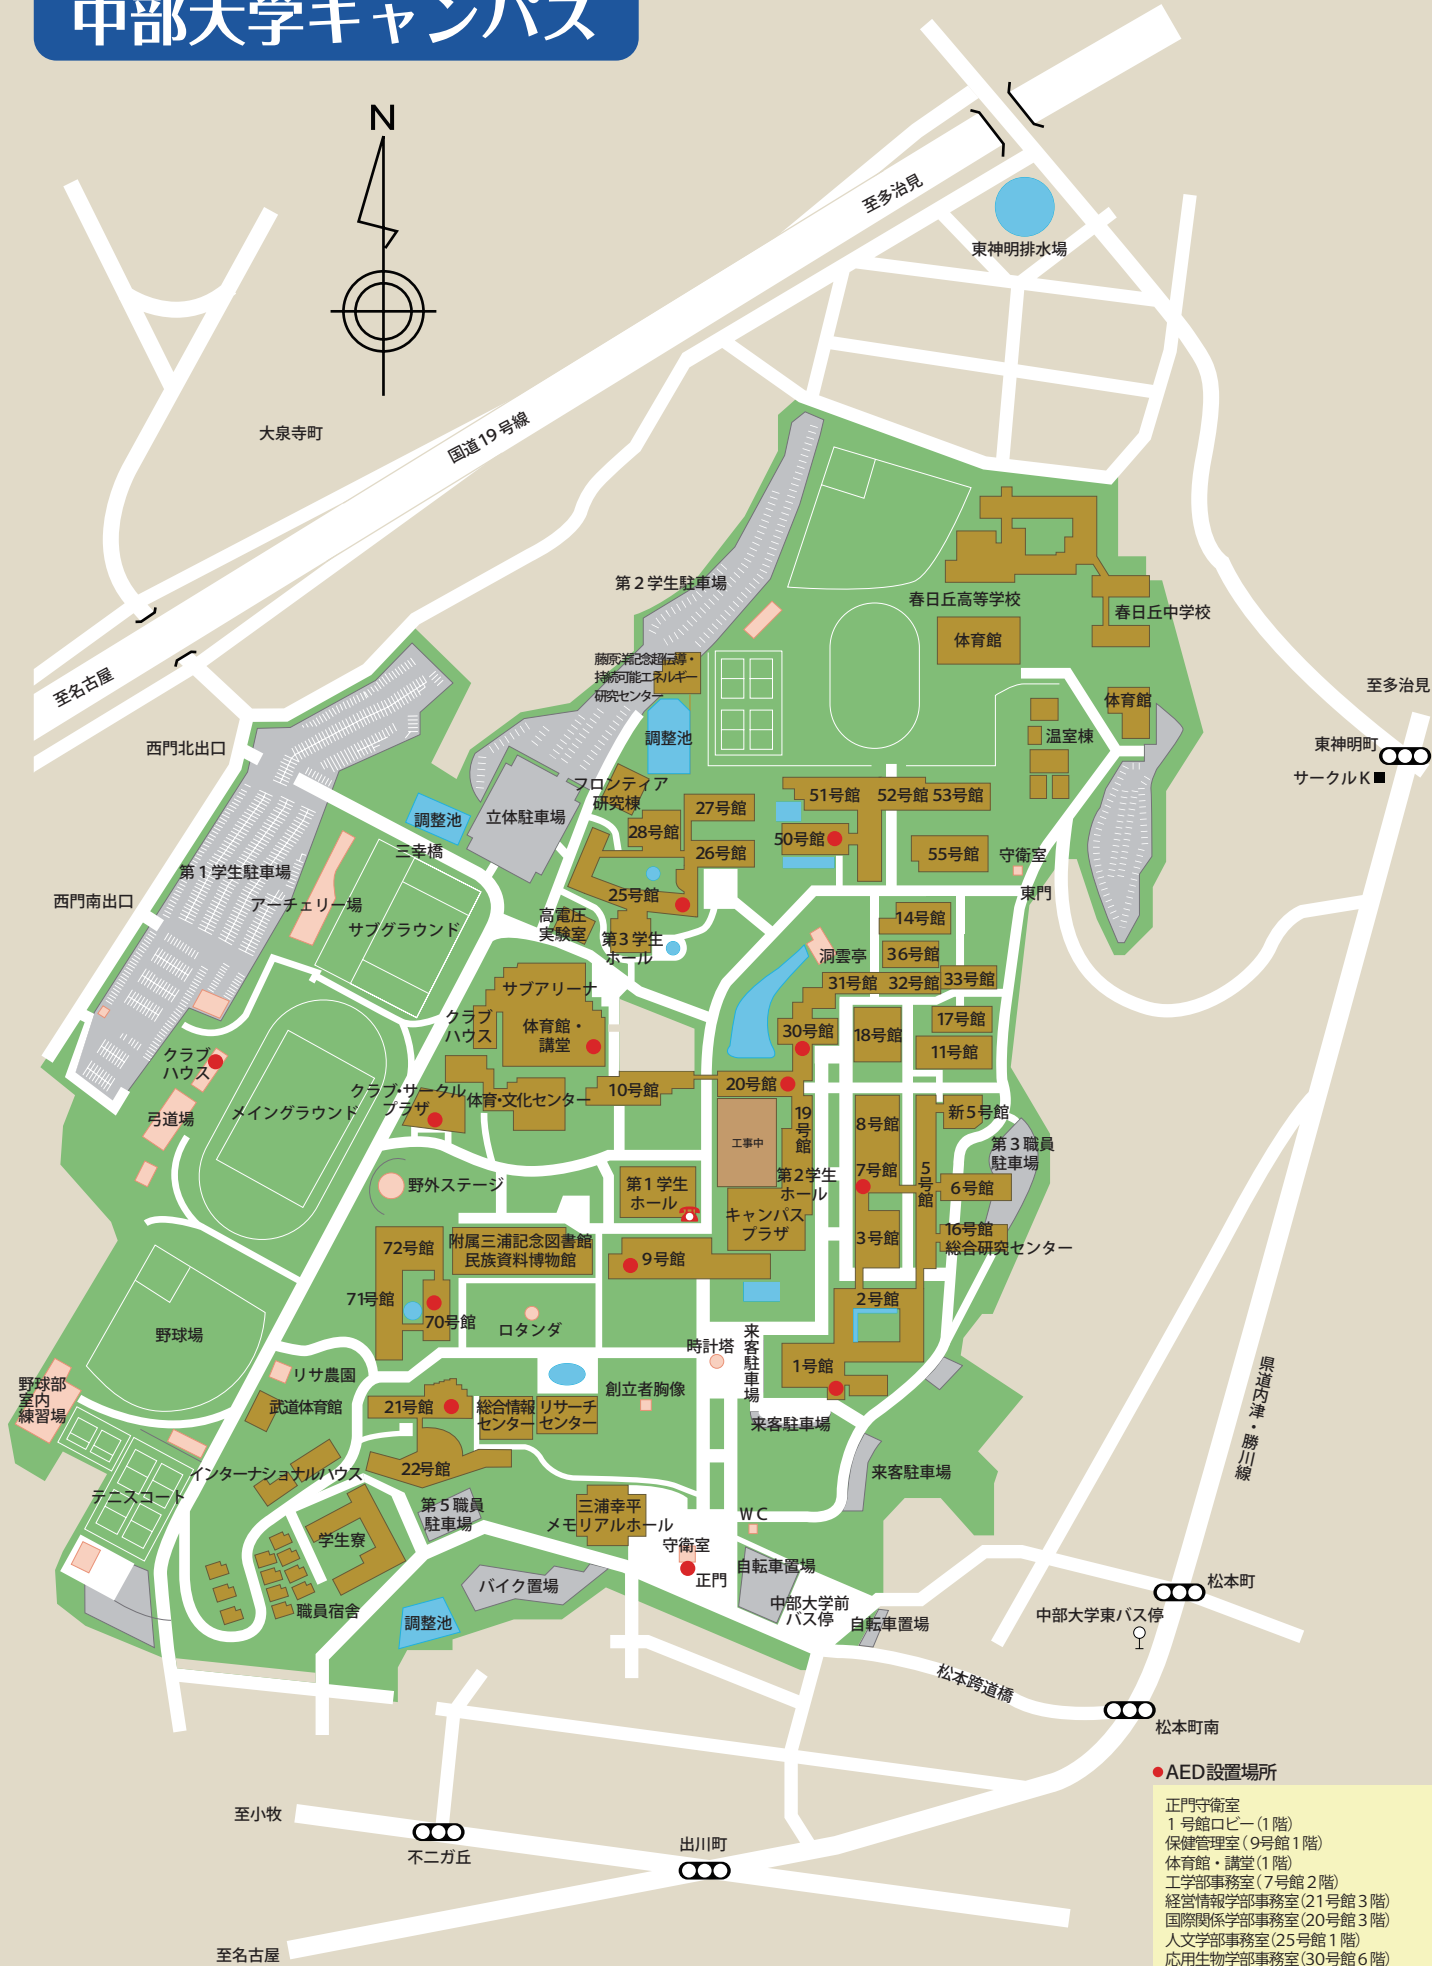 中部大学キャンパス
N
至多治見
東神明排水場
大泉寺町
国道19号線
第２学生駐車場
春日丘高等学校
春日丘中学校
体育館
藤原洋記念超伝導・
持続可能エネルギー
研究センター
至名古屋
体育館
至多治見
西門北出口
調整池
温室棟
東神明町
サークルＫ
フロンティア
研究棟
調整池
立体駐車場
27号館
51号館
52号館
53号館
28号館
三幸橋
26号館
50号館
55号館
守衛室
第１学生駐車場
西門南出口
アーチェリー場
サブグラウンド
25号館
東門
高電圧
実験室
第３学生
ホール
14号館
洞雲亭
36号館
サブアリーナ
31号館
32号館
33号館
クラブ
ハウス
体育館・
講堂
30号館
18号館
17号館
11号館
クラブ
ハウス
弓道場
メイングラウンド
クラブ・サークル
プラザ
体育・文化センター
10号館
20号館
19号館
8号館
新５号館
工事中
第３職員
駐車場
野外ステージ
第１学生
ホール
第２学生
ホール
7号館
5号館
6号館
キャンパス
プラザ
16号館
総合研究センター
3号館
72号館
附属三浦記念図書館
民族資料博物館
９号館
71号館
70号館
ロタンダ
２号館
野球場
時計塔
来客駐車場
1号館
リサ農園
創立者胸像
野球部
室内
練習場
武道体育館
21号館
総合情報
センター
リサーチ
センター
来客駐車場
県道内津・勝川線
インターナショナルハウス
22号館
来客駐車場
テニスコート
第５職員
駐車場
三浦幸平
メモリアルホール
ＷＣ
学生寮
守衛室
正門
自転車置場
バイク置場
職員宿舎
調整池
中部大学前
バス停
自転車置場
松本町
中部大学東バス停
松本跨道橋
松本町南
至小牧
不二ガ丘
出川町
至名古屋
AED設置場所
正門守衛室
１号館ロビー(1階)
保健管理室(９号館１階)
体育館・講堂(1階)
工学部事務室(７号館２階)
経営情報学部事務室(21号館３階)
国際関係学部事務室(20号館３階)
人文学部事務室(25号館１階)
応用生物学部事務室(30号館６階)